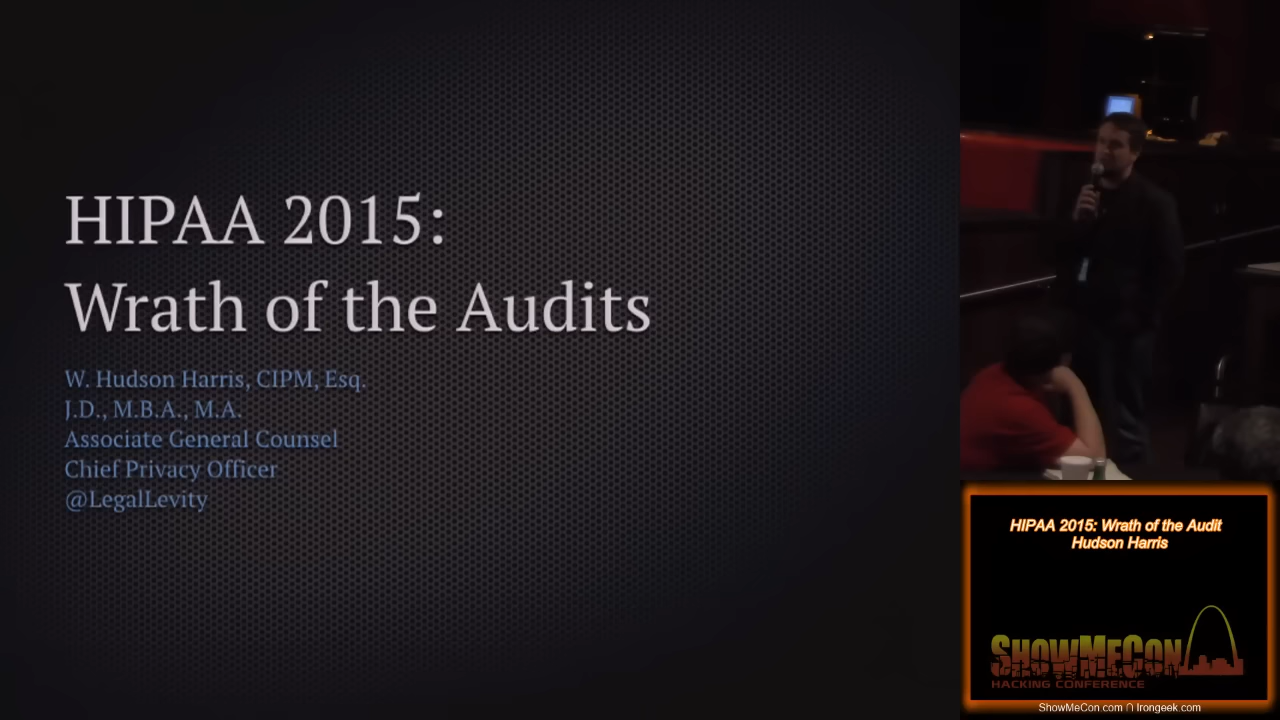 HIPAA 2015:
Wrath of the Audits
W. Hudson Harris, CIPM, Esq.
J.D., M.B.A., M.A.
Associate General Counsel
Chief Privacy Officer
@LegalLevity
HIPAA 2015: Wrath of the Audit
Hudson Harris
SHOWMECON
HACKING CONFERENCE
ShowMeCon.com ∩ Irongeek.com